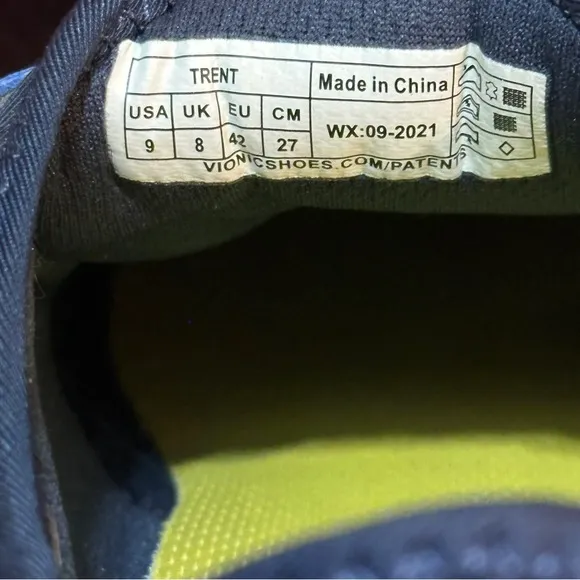 TRENT
Made in China
USA UK EU CM
9 8 42 27
WX:09-2021
VIONICSHOES.COM/PATENTS